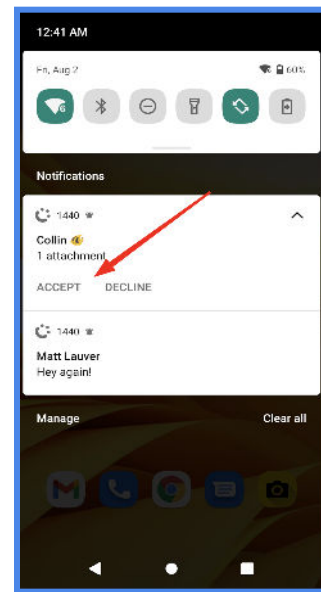 12:41 AM
Fri, Aug 2
60%
Notifications
1440
Collin
1 attachment
ACCEPT DECLINE
1440
Matt Lauver
Hey again!
Manage Clear all